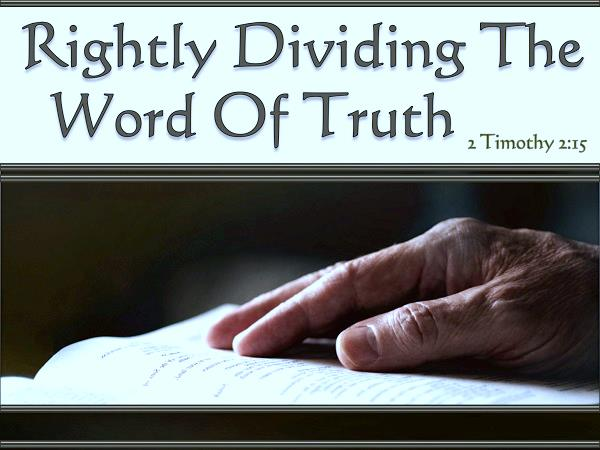 Rightly Dividing The
Word Of Truth
2 Timothy 2:15